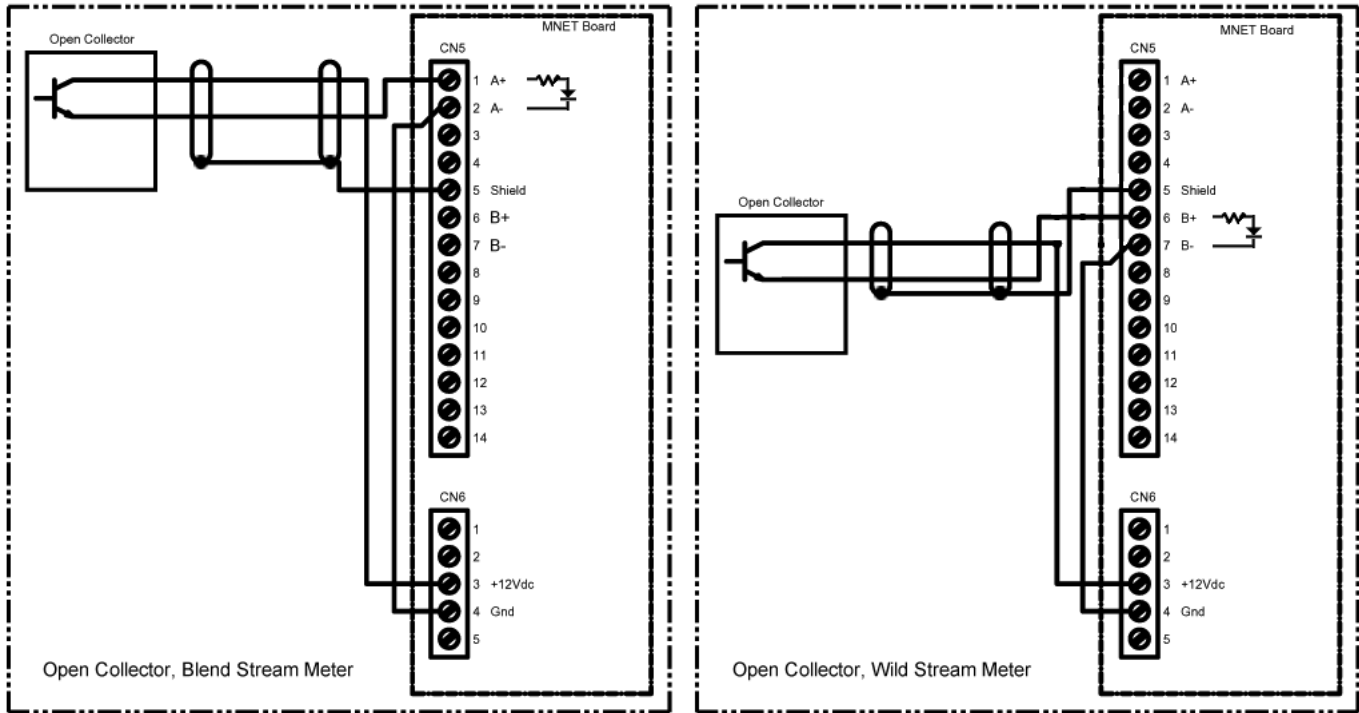 MNET Board
Open Collector
CN5
1 A+
2 A-
3
4
5 Shield
6 B+
7 B-
8
9
10
11
12
13
14
CN6
1
2
3 +12Vdc
4 Gnd
5
Open Collector, Blend Stream Meter
MNET Board
CN5
1 A+
2 A-
3
4
5 Shield
Open Collector
6 B+
7 B-
8
9
10
11
12
13
14
CN6
1
2
3 +12Vdc
4 Gnd
5
Open Collector, Wild Stream Meter